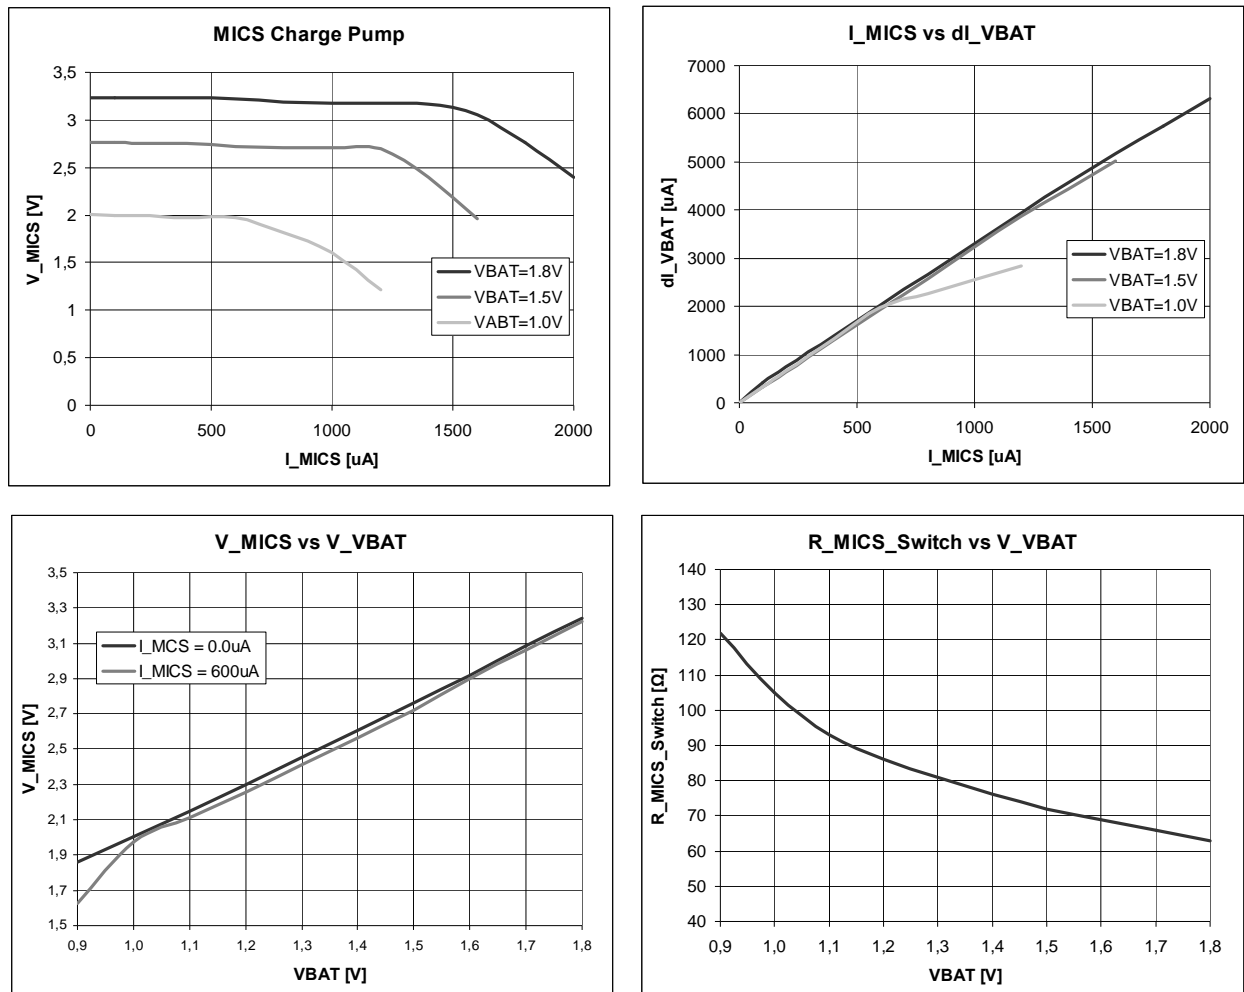 MICS Charge Pump
3,5
3
2,5
2
1,5
1
0,5
0
V_MICS [V]
0 500 1000 1500 2000
I_MICS [uA]
VBAT=1.8V
VBAT=1.5V
VABT=1.0V
I_MICS vs dI_VBAT
7000
6000
5000
4000
3000
2000
1000
0
dI_VBAT [uA]
0 500 1000 1500 2000
I_MICS [uA]
VBAT=1.8V
VBAT=1.5V
VBAT=1.0V
V_MICS vs V_VBAT
3,5
3,3
3,1
2,9
2,7
2,5
2,3
2,1
1,9
1,7
1,5
V_MICS [V]
I_MCS = 0.0uA
I_MICS = 600uA
0,9 1,0 1,1 1,2 1,3 1,4 1,5 1,6 1,7 1,8
VBAT [V]
R_MICS_Switch vs V_VBAT
140
130
120
110
100
90
80
70
60
50
40
R_MICS_Switch [Ω]
0,9 1,0 1,1 1,2 1,3 1,4 1,5 1,6 1,7 1,8
VBAT [V]